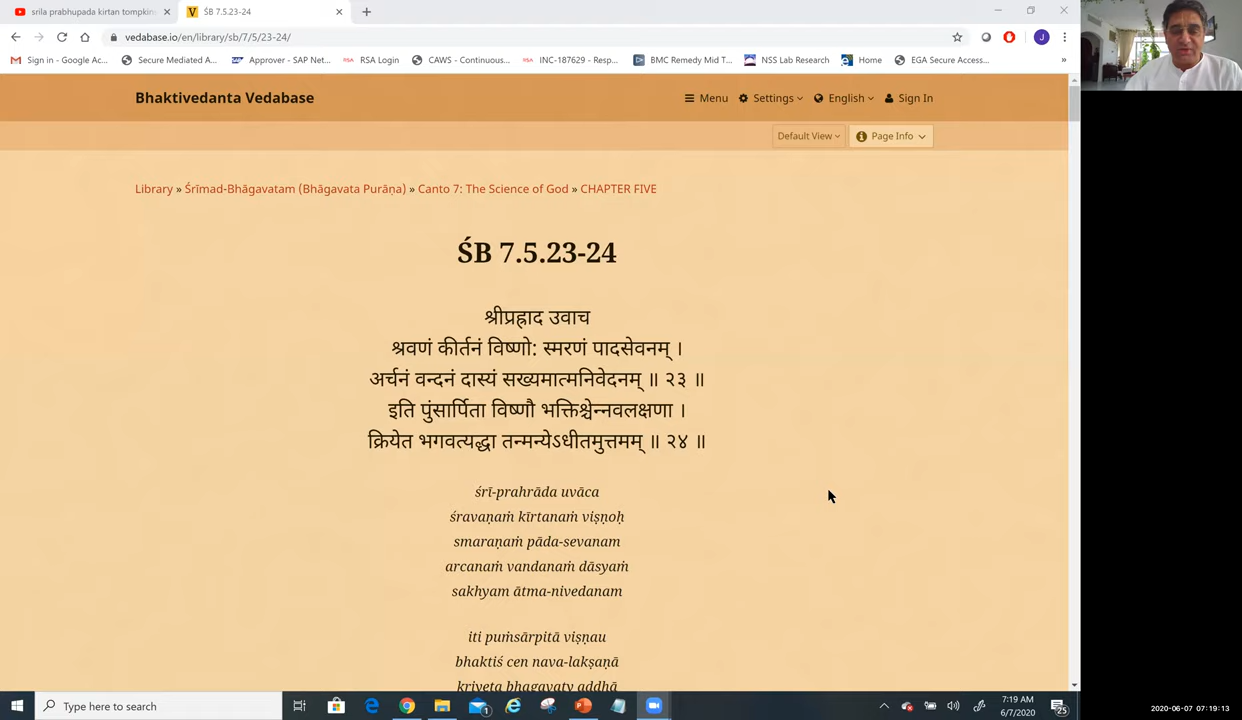 srila prabhupada kirtan tompkin
ŚB 7.5.23-24
vedabase.io/en/library/sb/7/5/23-24/
Sign in - Google Ac...
Secure Mediated A...
Approver - SAP Net...
RSA Login
CAWS - Continuous...
INC-187629 - Resp...
BMC Remedy Mid T...
NSS Lab Research
Home
EGA Secure Access...
Bhaktivedanta Vedabase
Menu
Settings
English
Sign In
Default View
Page Info
Library » Śrīmad-Bhāgavatam (Bhāgavata Purāṇa) » Canto 7: The Science of God » CHAPTER FIVE
ŚB 7.5.23-24
श्रीप्रह्राद उवाच
श्रवणं कीर्तनं विष्णो: स्मरणं पादसेवनम् ।
अर्चनं वन्दनं दास्यं सख्यमात्मनिवेदनम् ॥ २३ ॥
इति पुंसार्पिता विष्णौ भक्तिश्चेन्नवलक्षणा ।
क्रियेत भगवत्यद्धा तन्मन्येऽधीतमुत्तमम् ॥ २४ ॥
śrī-prahrāda uvāca
śravaṇaṁ kīrtanaṁ viṣṇoḥ
smaraṇaṁ pāda-sevanam
arcanaṁ vandanaṁ dāsyaṁ
sakhyam ātma-nivedanam
iti puṁsārpitā viṣṇau
bhaktiś cen nava-lakṣaṇā
kriyeta bhagavaty addhā
Type here to search
7:19 AM
6/7/2020
25
2020-06-07 07:19:13